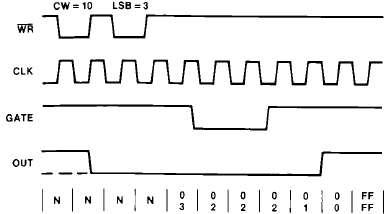 CW = 10 LSB = 3
WR
CLK
GATE
OUT
N N N N 0 0 0 0 0 0 FF
3 2 2 2 1 0 FF